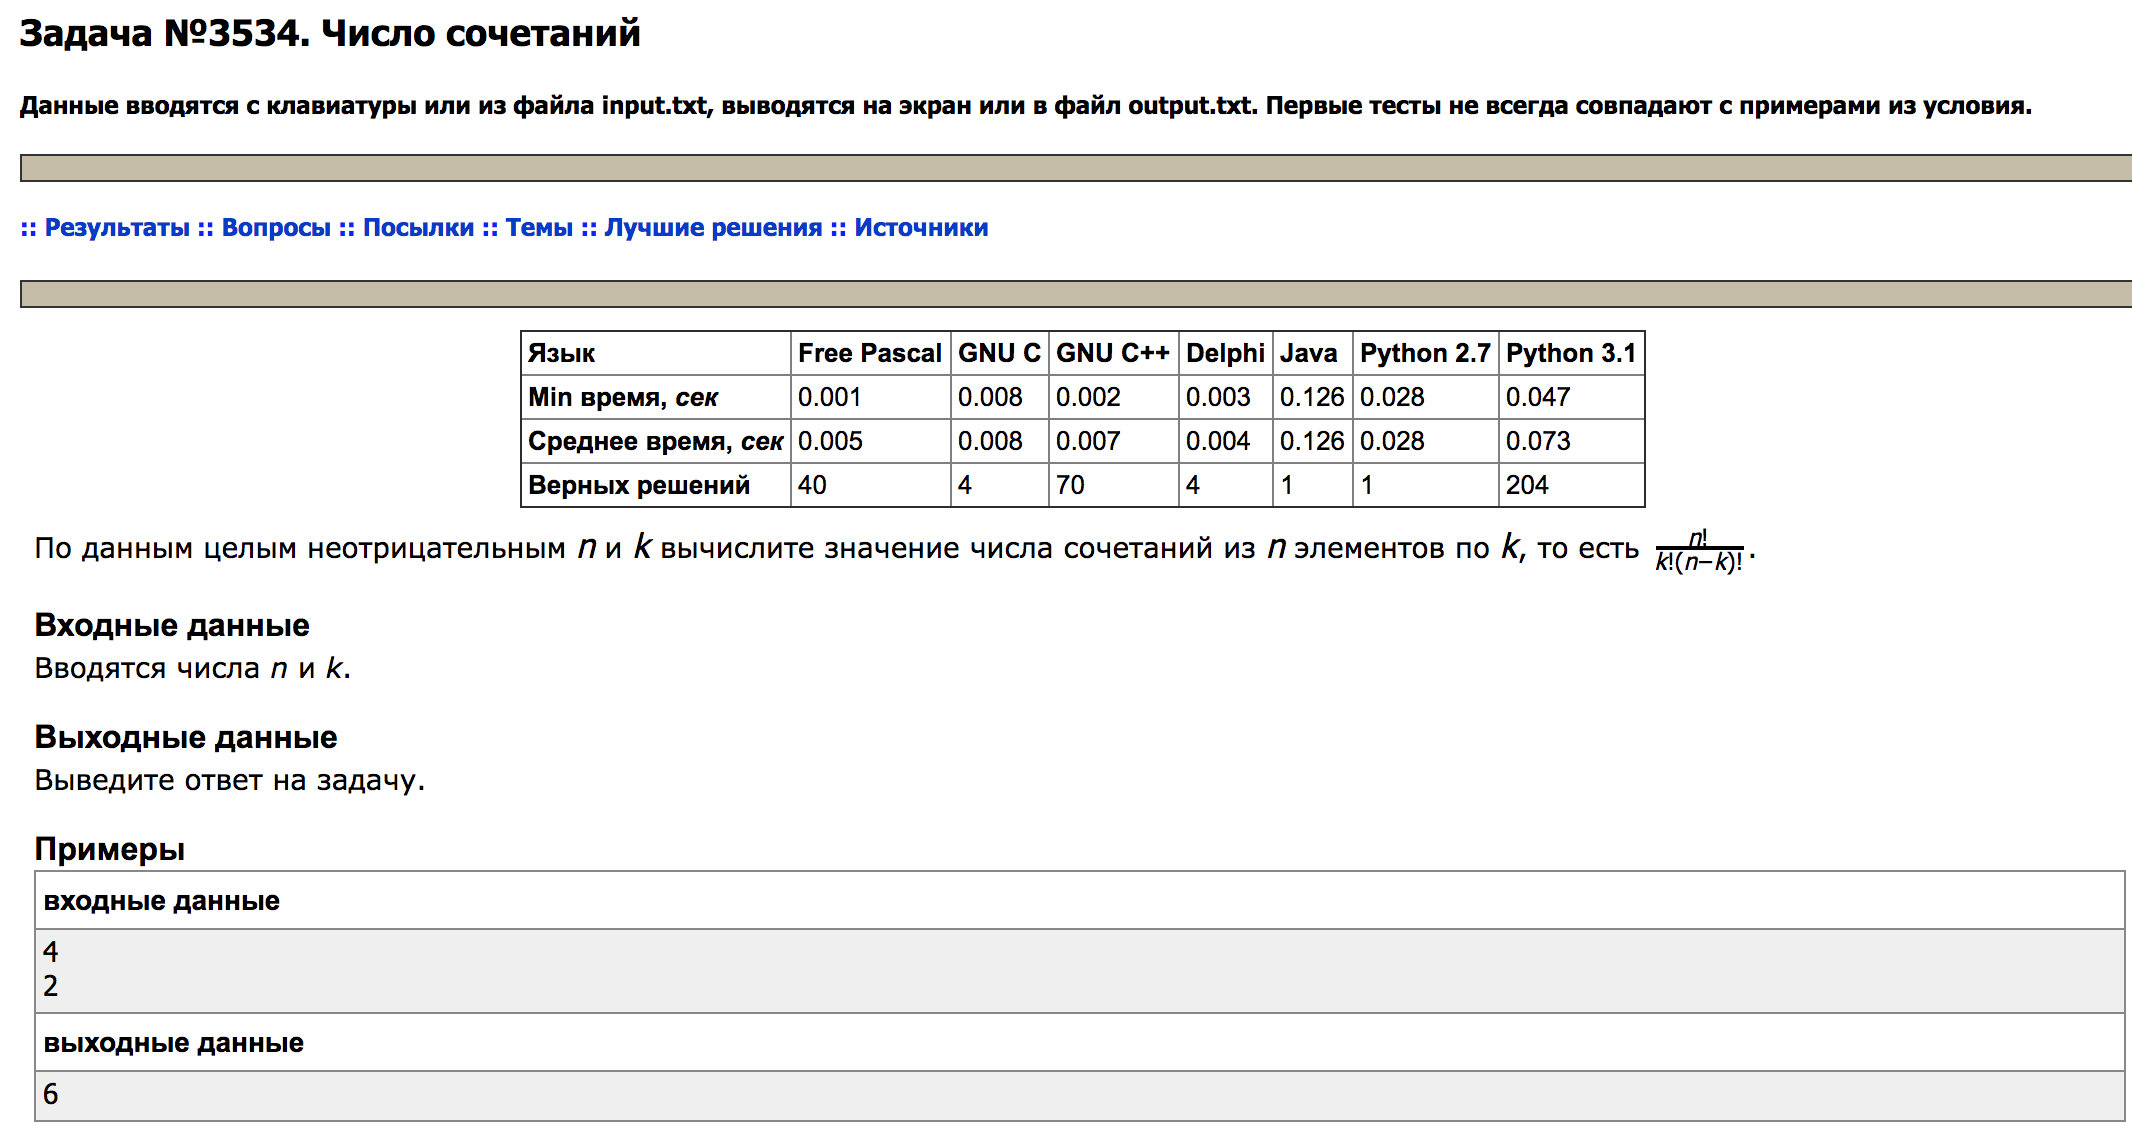 Задача №3534. Число сочетаний
Данные вводятся с клавиатуры или из файла input.txt, выводятся на экран или в файл output.txt. Первые тесты не всегда совпадают с примерами из условия.
:: Результаты :: Вопросы :: Посылки :: Темы :: Лучшие решения :: Источники
Язык Free Pascal GNU C GNU C++ Delphi Java Python 2.7 Python 3.1
Min время, сек 0.001 0.008 0.002 0.003 0.126 0.028 0.047
Среднее время, сек 0.005 0.008 0.007 0.004 0.126 0.028 0.073
Верных решений 40 4 70 4 1 1 204
По данным целым неотрицательным n и k вычислите значение числа сочетаний из n элементов по k, то есть n!/k!(n−k)!.
Входные данные
Вводятся числа n и k.
Выходные данные
Выведите ответ на задачу.
Примеры
входные данные
4
2
выходные данные
6